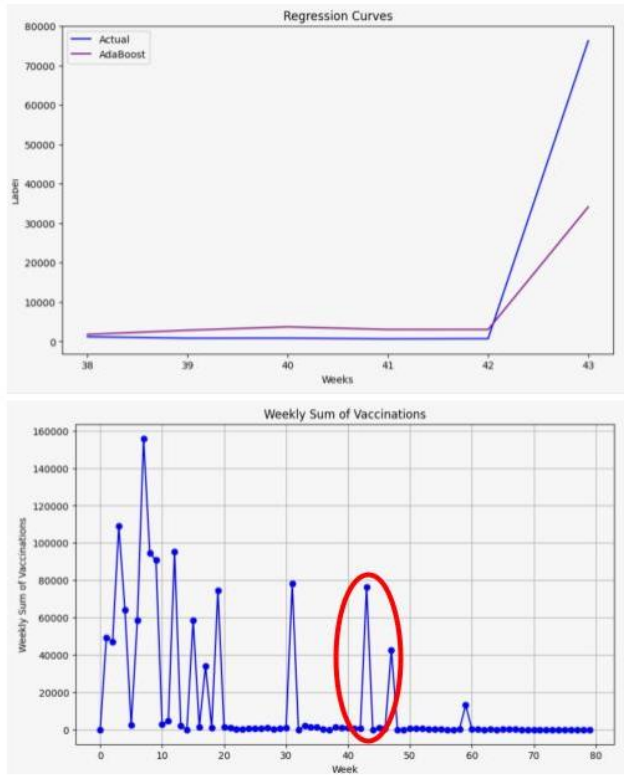 Regression Curves
Actual
AdaBoost
80000
70000
60000
50000
40000
30000
20000
10000
0
Label
38 39 40 41 42 43
Weeks
Weekly Sum of Vaccinations
160000
140000
120000
100000
80000
60000
40000
20000
0
Weekly Sum of Vaccinations
0 10 20 30 40 50 60 70 80
Week